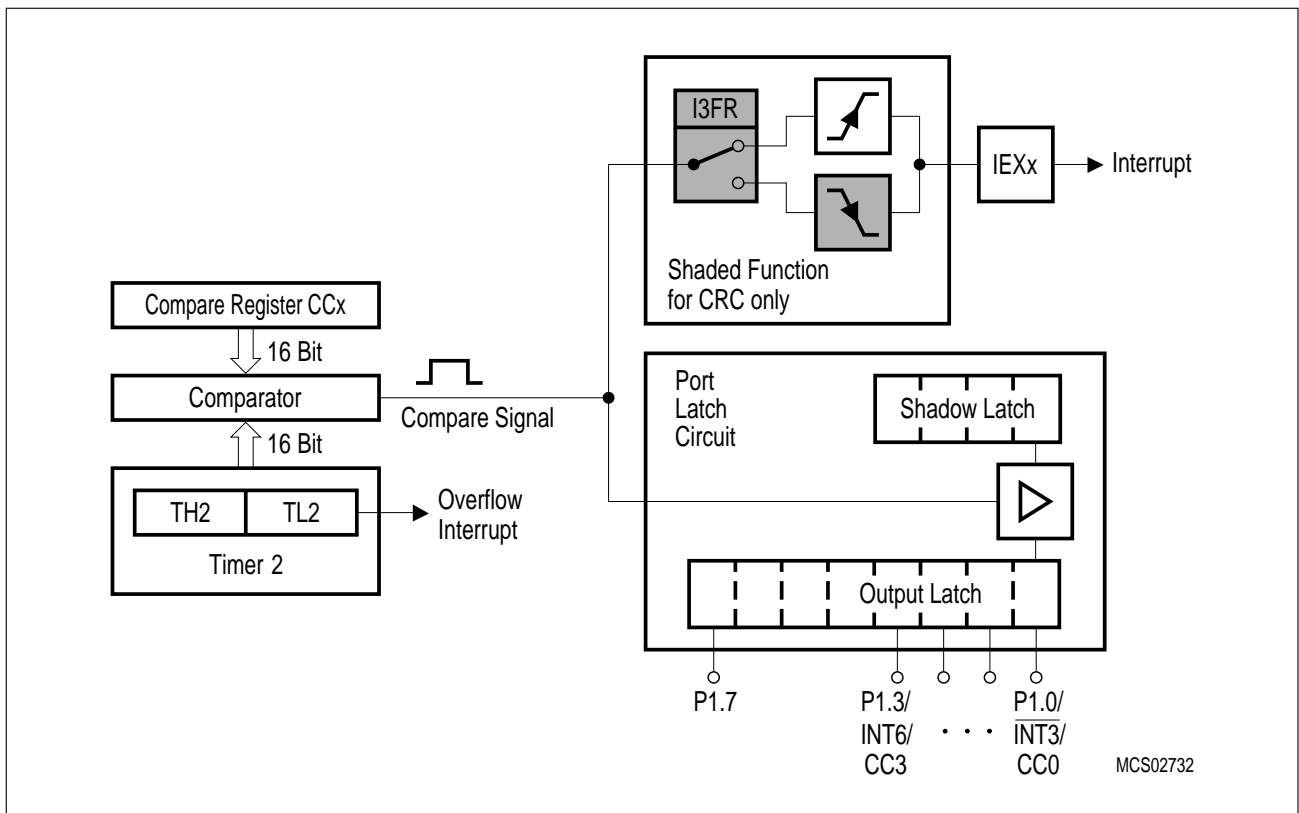 I3FR
IEXx
Interrupt
Shaded Function
for CRC only
Compare Register CCx
16 Bit
Comparator
Compare Signal
16 Bit
TH2
TL2
Overflow
Interrupt
Timer 2
Port
Latch
Circuit
Shadow Latch
Output Latch
P1.7
P1.3/
INT6/
CC3
. . .
P1.0/
INT3/
CC0
MCS02732